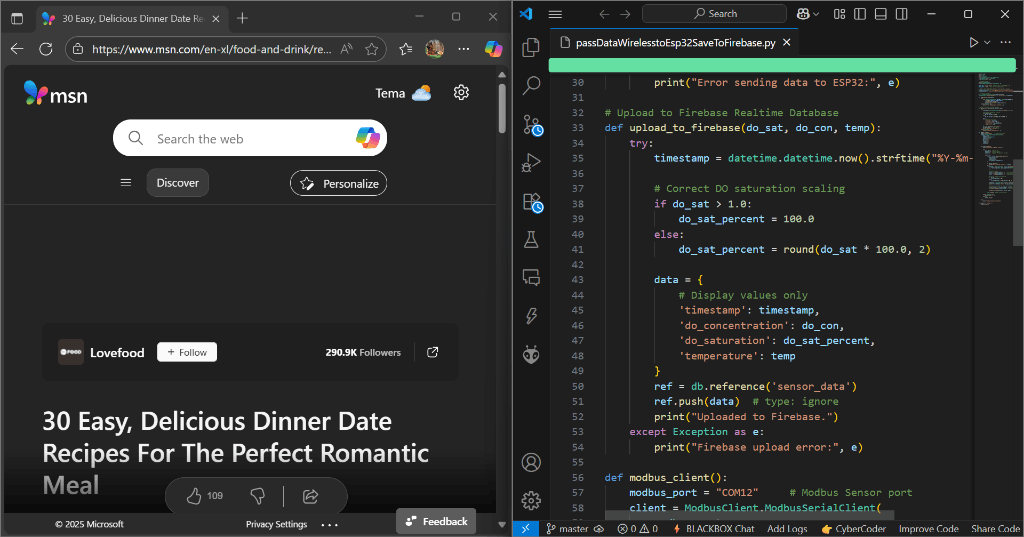 30 Easy, Delicious Dinner Date Re
https://www.msn.com/en-xl/food-and-drink/re...
msn
Tema
Search the web
Discover
Personalize
FOOD
Lovefood
+ Follow
290.9K Followers
30 Easy, Delicious Dinner Date
Recipes For The Perfect Romantic
Meal
109
© 2025 Microsoft
Privacy Settings
...
Feedback
Search
passDataWirelesstoEsp32SaveToFirebase.py
30 print("Error sending data to ESP32:", e)
31
32 # Upload to Firebase Realtime Database
33 def upload_to_firebase(do_sat, do_con, temp):
34 try:
35 timestamp = datetime.datetime.now().strftime("%Y-%m-
36
37 # Correct DO saturation scaling
38 if do_sat > 1.0:
39 do_sat_percent = 100.0
40 else:
41 do_sat_percent = round(do_sat * 100.0, 2)
42
43 data = {
44 # Display values only
45 'timestamp': timestamp,
46 'do_concentration': do_con,
47 'do_saturation': do_sat_percent,
48 'temperature': temp
49 }
50 ref = db.reference('sensor_data')
51 ref.push(data) # type: ignore
52 print("Uploaded to Firebase.")
53 except Exception as e:
54 print("Firebase upload error:", e)
55
56 def modbus_client():
57 modbus_port = "COM12" # Modbus Sensor port
58 client = ModbusClient.ModbusSerialClient(
master
0 0
BLACKBOX Chat
Add Logs
CyberCoder
Improve Code
Share Code